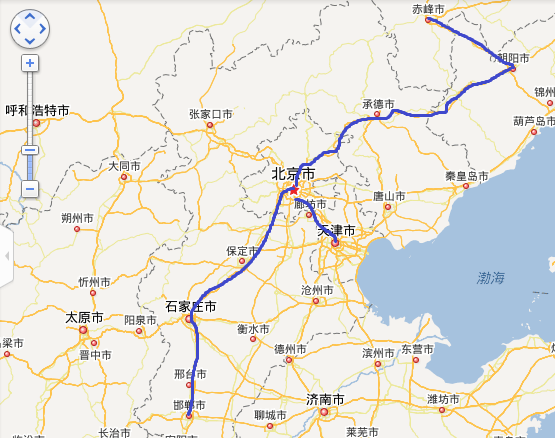 赤峰市
朝阳市
锦州
承德市
呼和浩特市
张家口市
葫芦岛市
大同市
北京市
秦皇岛市
唐山市
廊坊市
朔州市
天津市
保定市
渤海
忻州市
沧州市
石家庄市
太原市
阳泉市
衡水市
晋中市
德州市
滨州市
东营市
吕梁市
邢台市
邯郸市
济南市
潍坊市
聊城市
长治市
莱芜市